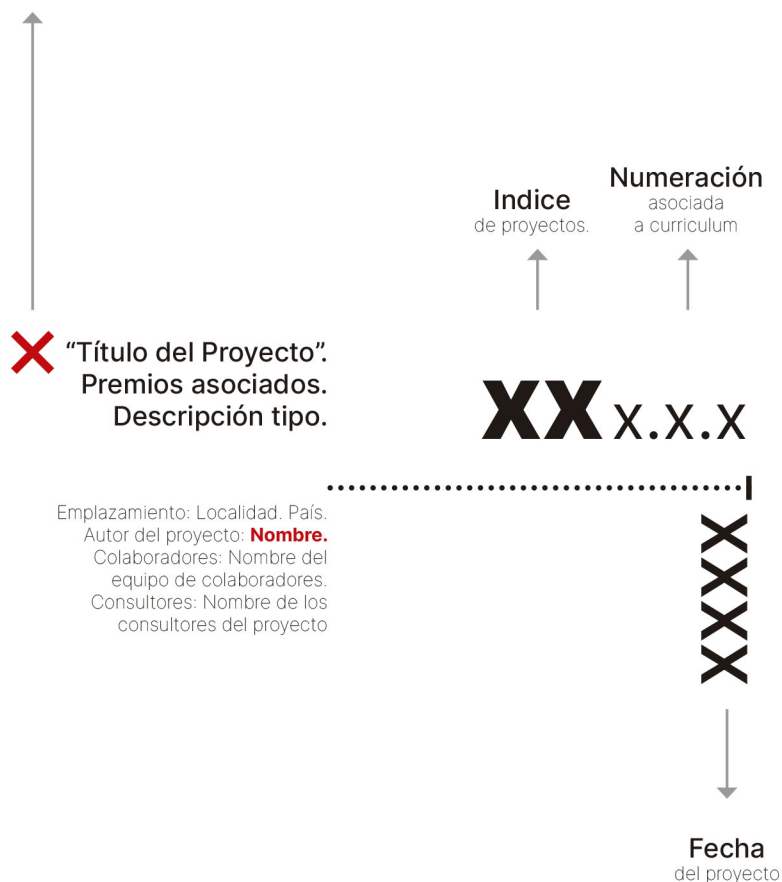 Indice
de proyectos.
Numeración
asociada
a curriculum
“Título del Proyecto”.
Premios asociados.
Descripción tipo.
XX x.x.x
Emplazamiento: Localidad. País.
Autor del proyecto: Nombre.
Colaboradores: Nombre del
equipo de colaboradores.
Consultores: Nombre de los
consultores del proyecto
XXXX
Fecha
del proyecto